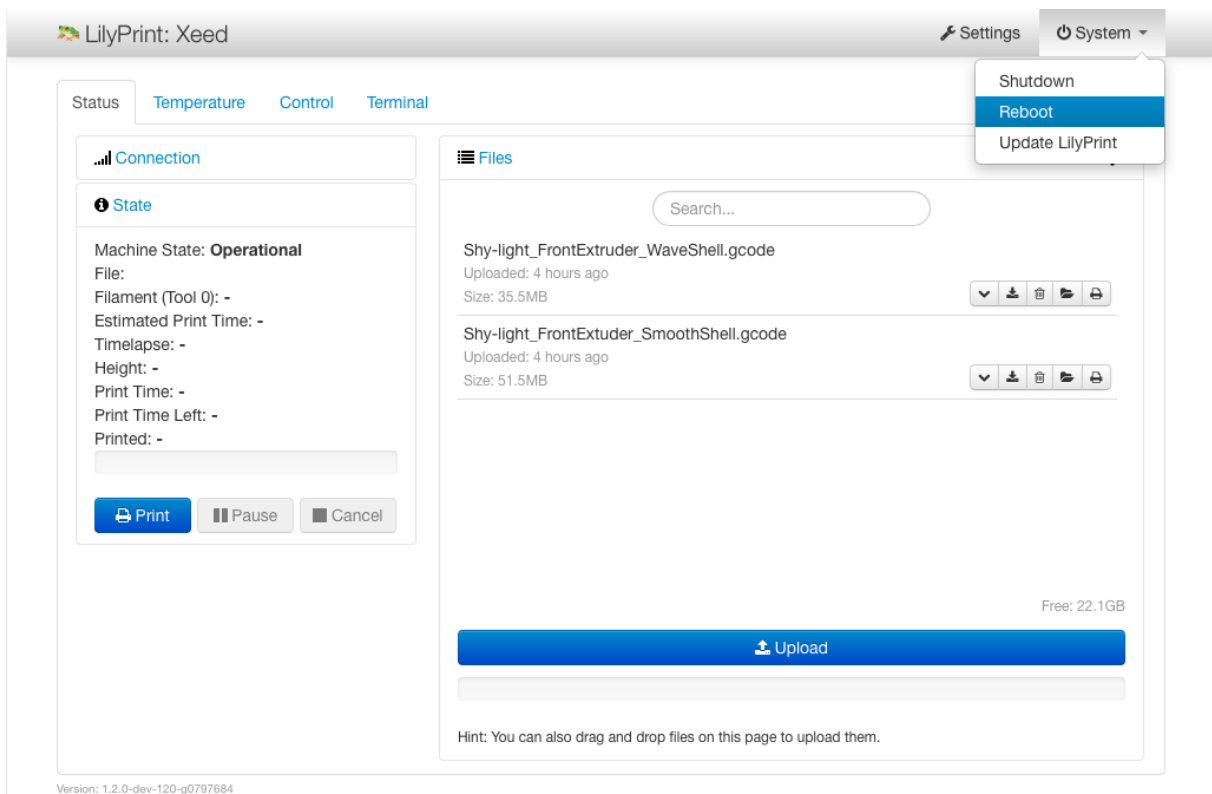 LilyPrint: Xeed
Settings
System
Shutdown
Reboot
Update LilyPrint
Status
Temperature
Control
Terminal
Connection
State
Machine State: Operational
File:
Filament (Tool 0): -
Estimated Print Time: -
Timelapse: -
Height: -
Print Time: -
Print Time Left: -
Printed: -
Print
Pause
Cancel
Files
Search...
Shy-light_FrontExtruder_WaveShell.gcode
Uploaded: 4 hours ago
Size: 35.5MB
Shy-light_FrontExtuder_SmoothShell.gcode
Uploaded: 4 hours ago
Size: 51.5MB
Free: 22.1GB
Upload
Hint: You can also drag and drop files on this page to upload them.
Version: 1.2.0-dev-120-g0797684